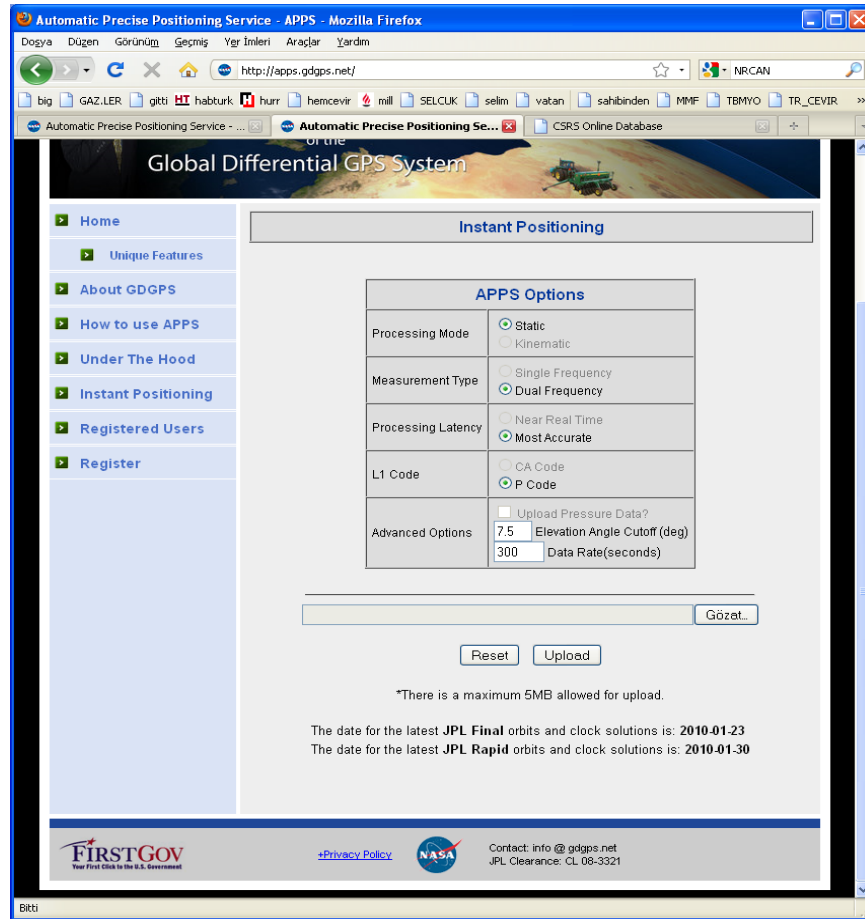 Automatic Precise Positioning Service - APPS - Mozilla Firefox
Dosya Düzen Görünüm Geçmiş Yer İmleri Araçlar Yardım
http://apps.gdgps.net/ NRCAN
big GAZ.LER gitti HT habturk hurr hemcevir mill SELCUK selim vatan sahibinden MMF TBMYO TR_CEVIR »
Automatic Precise Positioning Service - ... Automatic Precise Positioning Se... CSRS Online Database
of the
Global Differential GPS System
Home
Unique Features
About GDGPS
How to use APPS
Under The Hood
Instant Positioning
Registered Users
Register
Instant Positioning
APPS Options
Processing Mode
Static
Kinematic
Measurement Type
Single Frequency
Dual Frequency
Processing Latency
Near Real Time
Most Accurate
L1 Code
CA Code
P Code
Advanced Options
Upload Pressure Data?
7.5 Elevation Angle Cutoff (deg)
300 Data Rate(seconds)
Gözat...
Reset Upload
*There is a maximum 5MB allowed for upload.
The date for the latest JPL Final orbits and clock solutions is: 2010-01-23
The date for the latest JPL Rapid orbits and clock solutions is: 2010-01-30
FIRSTGOV
Your First Click to the U.S. Government
+Privacy Policy
NASA
Contact: info @ gdgps.net
JPL Clearance: CL 08-3321
Bitti